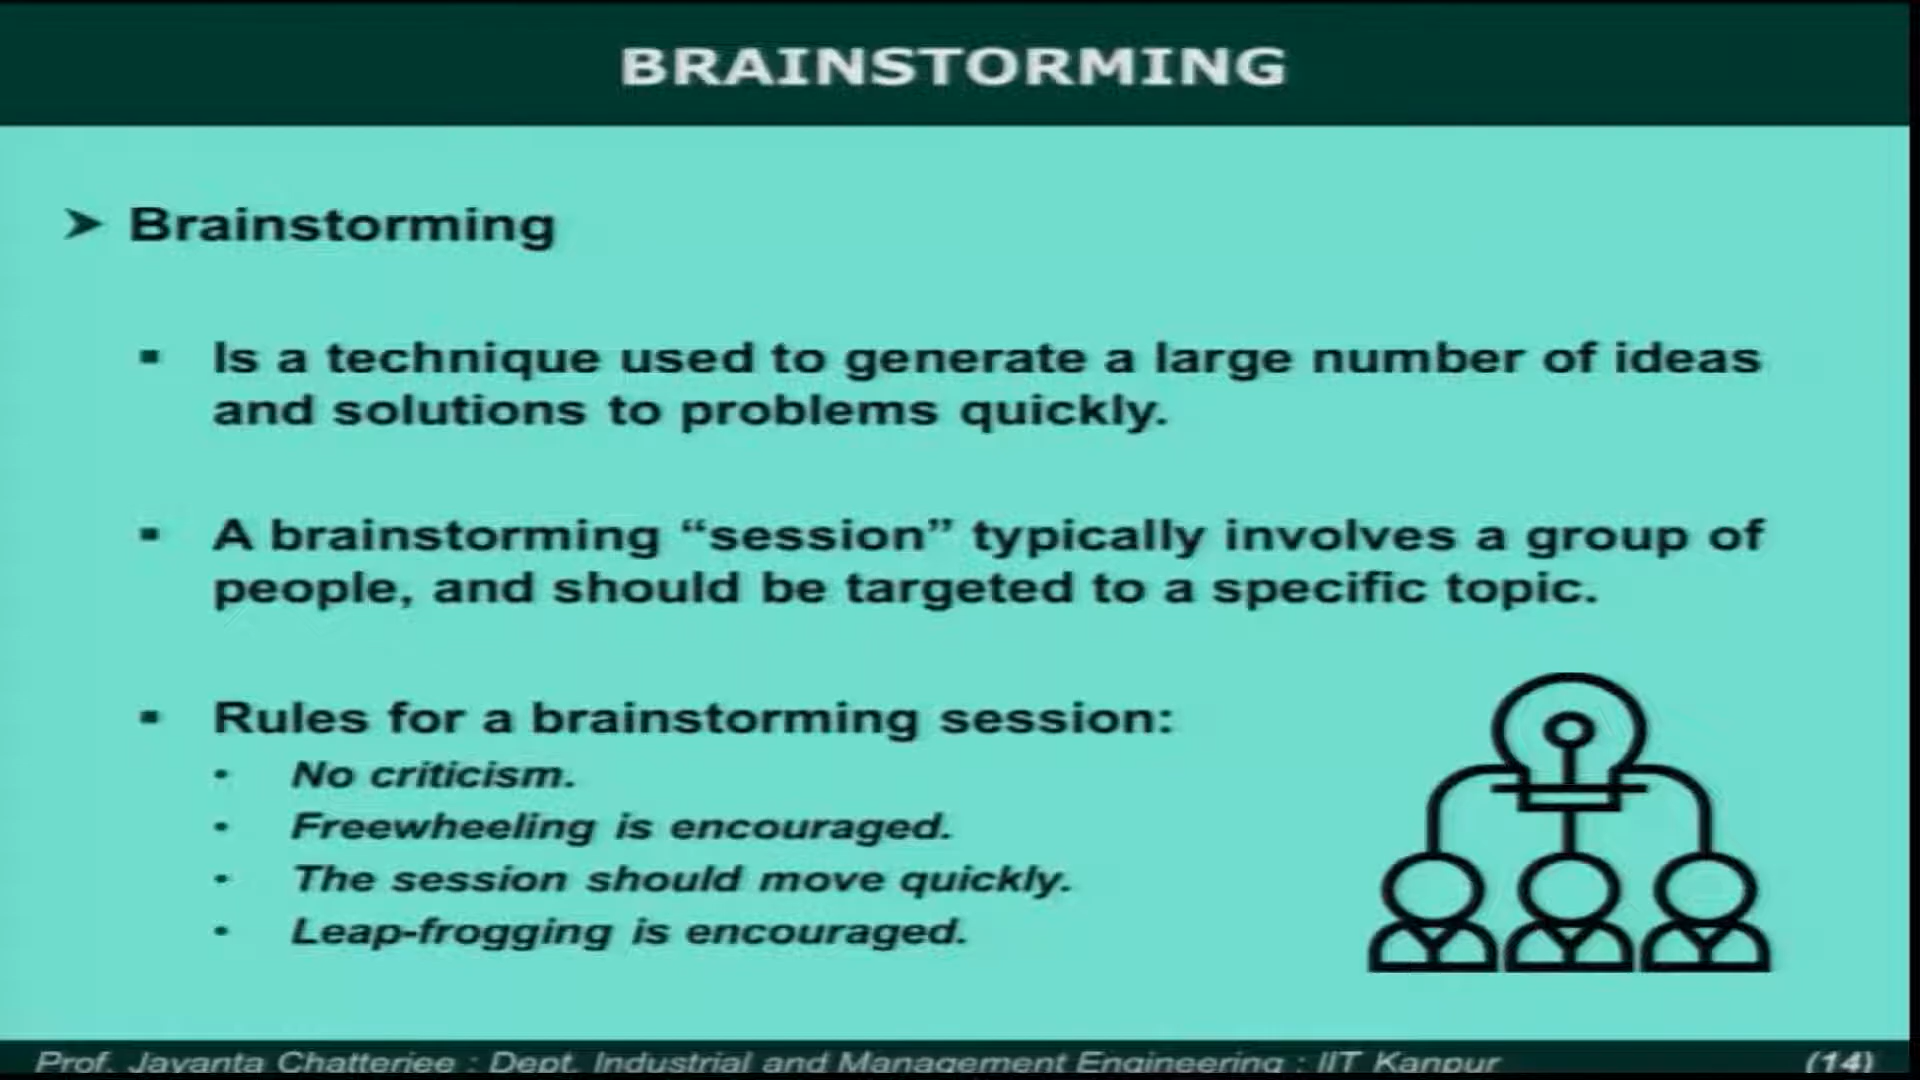 BRAINSTORMING
➤ Brainstorming
▪ Is a technique used to generate a large number of ideas
and solutions to problems quickly.
▪ A brainstorming “session” typically involves a group of
people, and should be targeted to a specific topic.
▪ Rules for a brainstorming session:
• No criticism.
• Freewheeling is encouraged.
• The session should move quickly.
• Leap-frogging is encouraged.
Prof. Jayanta Chatterjee : Dept. Industrial and Management Engineering : IIT Kanpur (14)